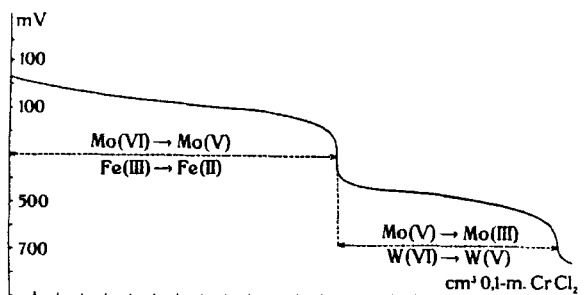 mV
100
100
Mo(VI) → Mo(V)
Fe(III) → Fe(II)
500
700
Mo(V) → Mo(III)
W(VI) → W(V)
cm³ 0,1-m. CrCl₂